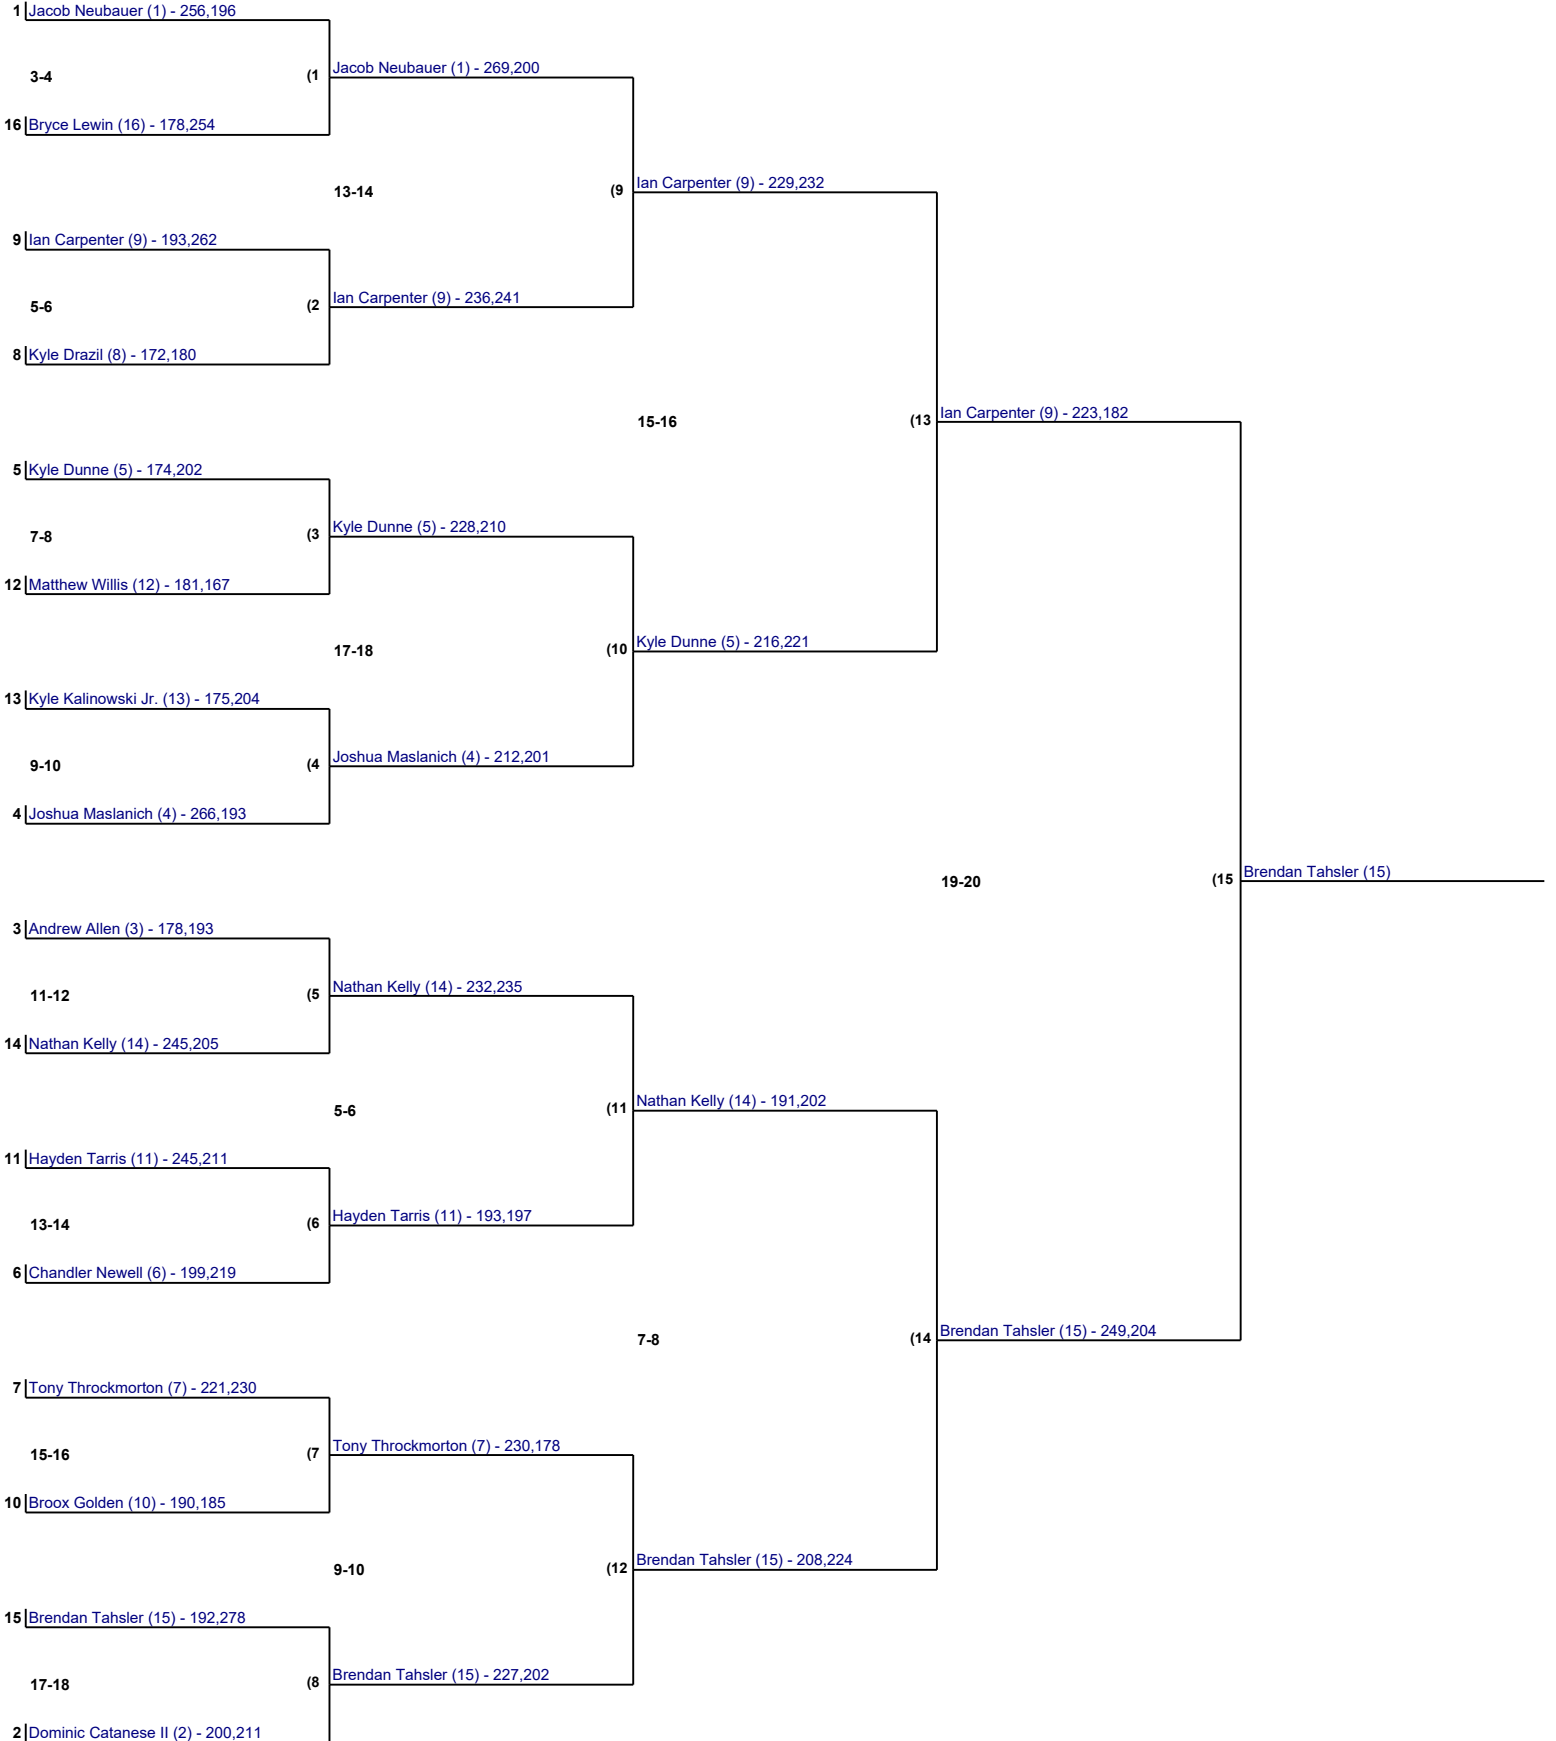 1 Jacob Neubauer (1) - 256,196
Jacob Neubauer (1) - 269,200
3-4 (1
16 Bryce Lewin (16) - 178,254
Ian Carpenter (9) - 229,232
13-14 (9
9 Ian Carpenter (9) - 193,262
Ian Carpenter (9) - 236,241
5-6 (2
8 Kyle Drazil (8) - 172,180
Ian Carpenter (9) - 223,182
15-16 (13
5 Kyle Dunne (5) - 174,202
Kyle Dunne (5) - 228,210
7-8 (3
12 Matthew Willis (12) - 181,167
Kyle Dunne (5) - 216,221
17-18 (10
13 Kyle Kalinowski Jr. (13) - 175,204
Joshua Maslanich (4) - 212,201
9-10 (4
4 Joshua Maslanich (4) - 266,193
Brendan Tahsler (15)
19-20 (15
3 Andrew Allen (3) - 178,193
Nathan Kelly (14) - 232,235
11-12 (5
14 Nathan Kelly (14) - 245,205
Nathan Kelly (14) - 191,202
5-6 (11
11 Hayden Tarris (11) - 245,211
Hayden Tarris (11) - 193,197
13-14 (6
6 Chandler Newell (6) - 199,219
Brendan Tahsler (15) - 249,204
7-8 (14
7 Tony Throckmorton (7) - 221,230
Tony Throckmorton (7) - 230,178
15-16 (7
10 Broox Golden (10) - 190,185
Brendan Tahsler (15) - 208,224
9-10 (12
15 Brendan Tahsler (15) - 192,278
Brendan Tahsler (15) - 227,202
17-18 (8
2 Dominic Catanese II (2) - 200,211